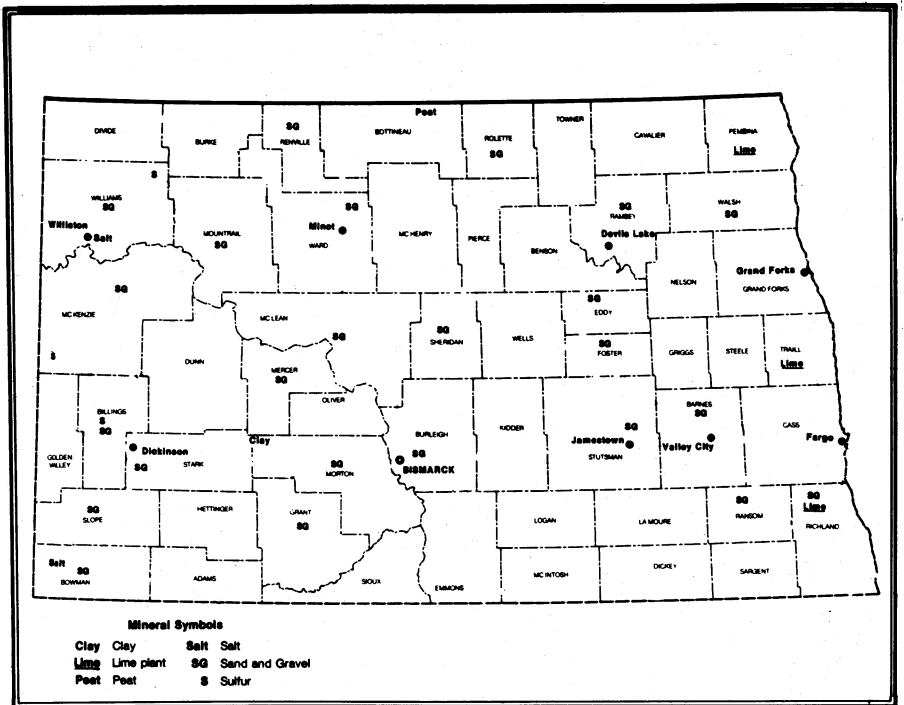 Peat
TOWNER
DIVIDE
BURKE
SG
RENVILLE
BOTTINEAU
ROLETTE
SG
CAVALIER
PEMBINA
Lime
S
WILLIAMS
SG
Williston
Salt
MOUNTRAIL
SG
SG
Minot
WARD
MC HENRY
PIERCE
BENSON
SG
RAMSEY
Devils Lake
WALSH
SG
NELSON
Grand Forks
GRAND FORKS
SG
MC KENZIE
S
DUNN
MC LEAN
SG
SG
SHERIDAN
WELLS
SG
EDDY
SG
FOSTER
GRIGGS
STEELE
TRAILL
Lime
MERCER
SG
OLIVER
BILLINGS
S
SG
GOLDEN
VALLEY
Dickinson
SG
STARK
Clay
SG
MORTON
BURLEIGH
SG
BISMARCK
KIDDER
SG
Jamestown
STUTSMAN
BARNES
SG
Valley City
CASS
Fargo
SG
SLOPE
HETTINGER
GRANT
SG
LOGAN
LA MOURE
SG
RANSOM
SG
Lime
RICHLAND
Salt
SG
BOWMAN
ADAMS
SIOUX
EMMONS
MC INTOSH
DICKEY
SARGENT
Mineral Symbols
Clay Clay Salt Salt
Lime Lime plant SG Sand and Gravel
Peat Peat S Sulfur